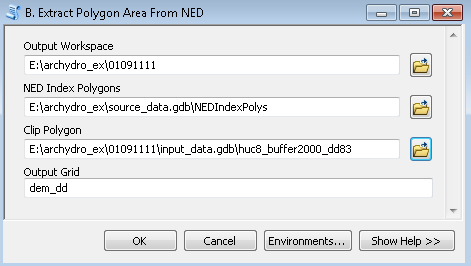 B. Extract Polygon Area From NED
Output Workspace
E:\archydro_ex\01091111
NED Index Polygons
E:\archydro_ex\source_data.gdb\NEDIndexPolys
Clip Polygon
E:\archydro_ex\01091111\input_data.gdb\huc8_buffer2000_dd83
Output Grid
dem_dd
OK
Cancel
Environments...
Show Help >>